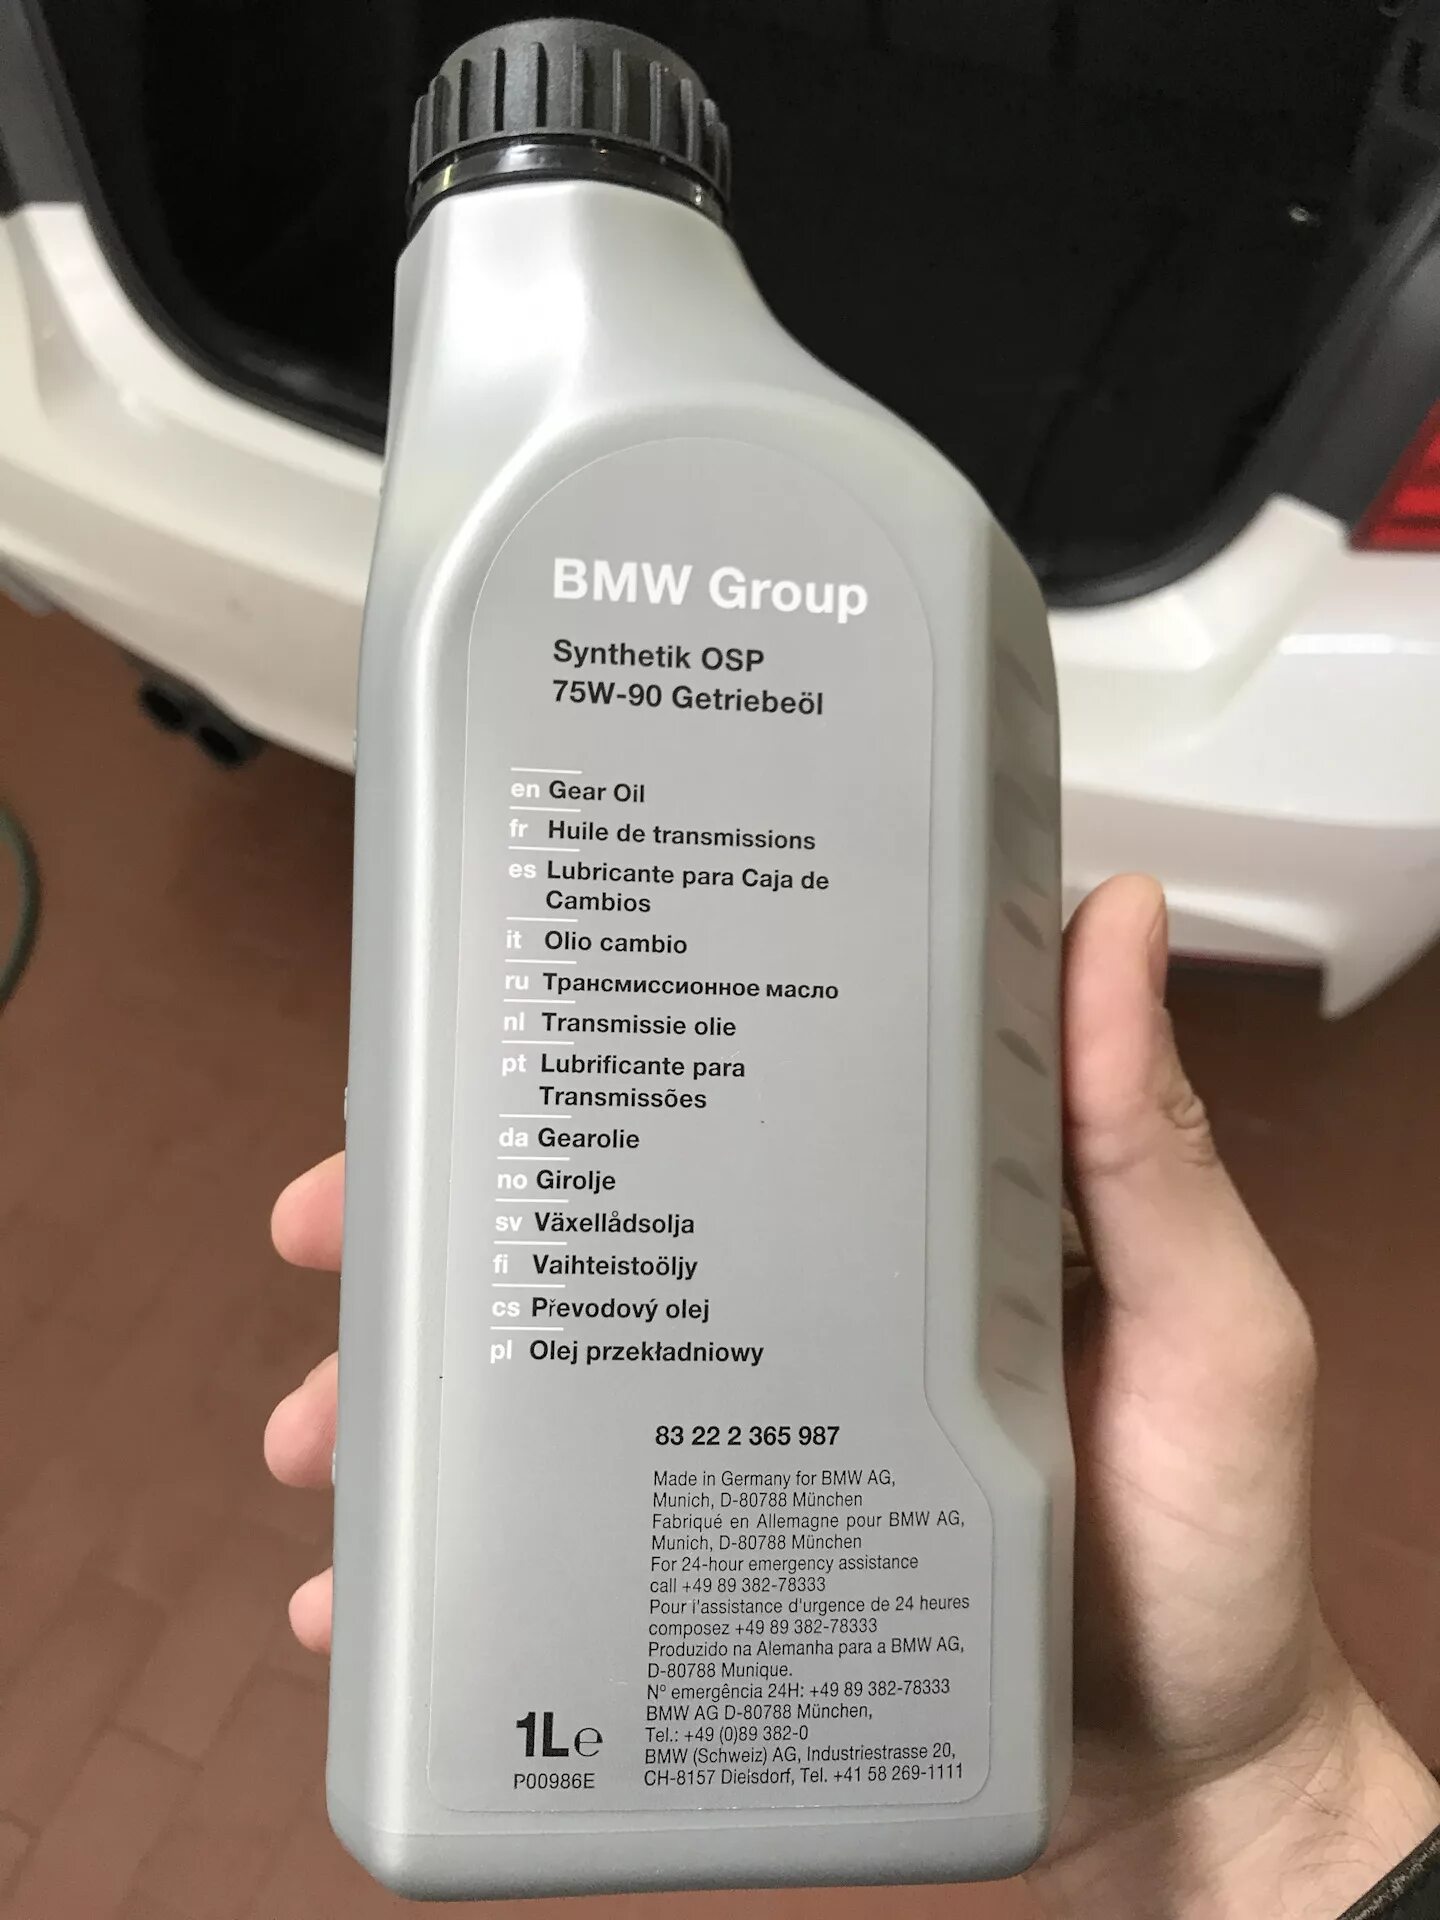 BMW Group
Synthetik OSP
75W-90 Getriebeöl
en Gear Oil
fr Huile de transmissions
es Lubricante para Caja de
Cambios
it Olio cambio
ru Трансмиссионное масло
nl Transmissie olie
pt Lubrificante para
Transmissões
da Gearolie
no Girolje
sv Växellådsolja
fi Vaihteistoöljy
cs Převodový olej
pl Olej przekładniowy
83 22 2 365 987
Made in Germany for BMW AG,
Munich, D-80788 München
Fabriqué en Allemagne pour BMW AG,
Munich, D-80788 München
For 24-hour emergency assistance
call +49 89 382-78333
Pour l'assistance d'urgence de 24 heures
composez +49 89 382-78333
Produzido na Alemanha para a BMW AG,
D-80788 Munique.
Nº emergência 24H: +49 89 382-78333
BMW AG D-80788 München,
Tel.: +49 (0)89 382-0
BMW (Schweiz) AG, Industriestrasse 20,
CH-8157 Dielsdorf, Tel. +41 58 269-1111
1L℮
P00986E